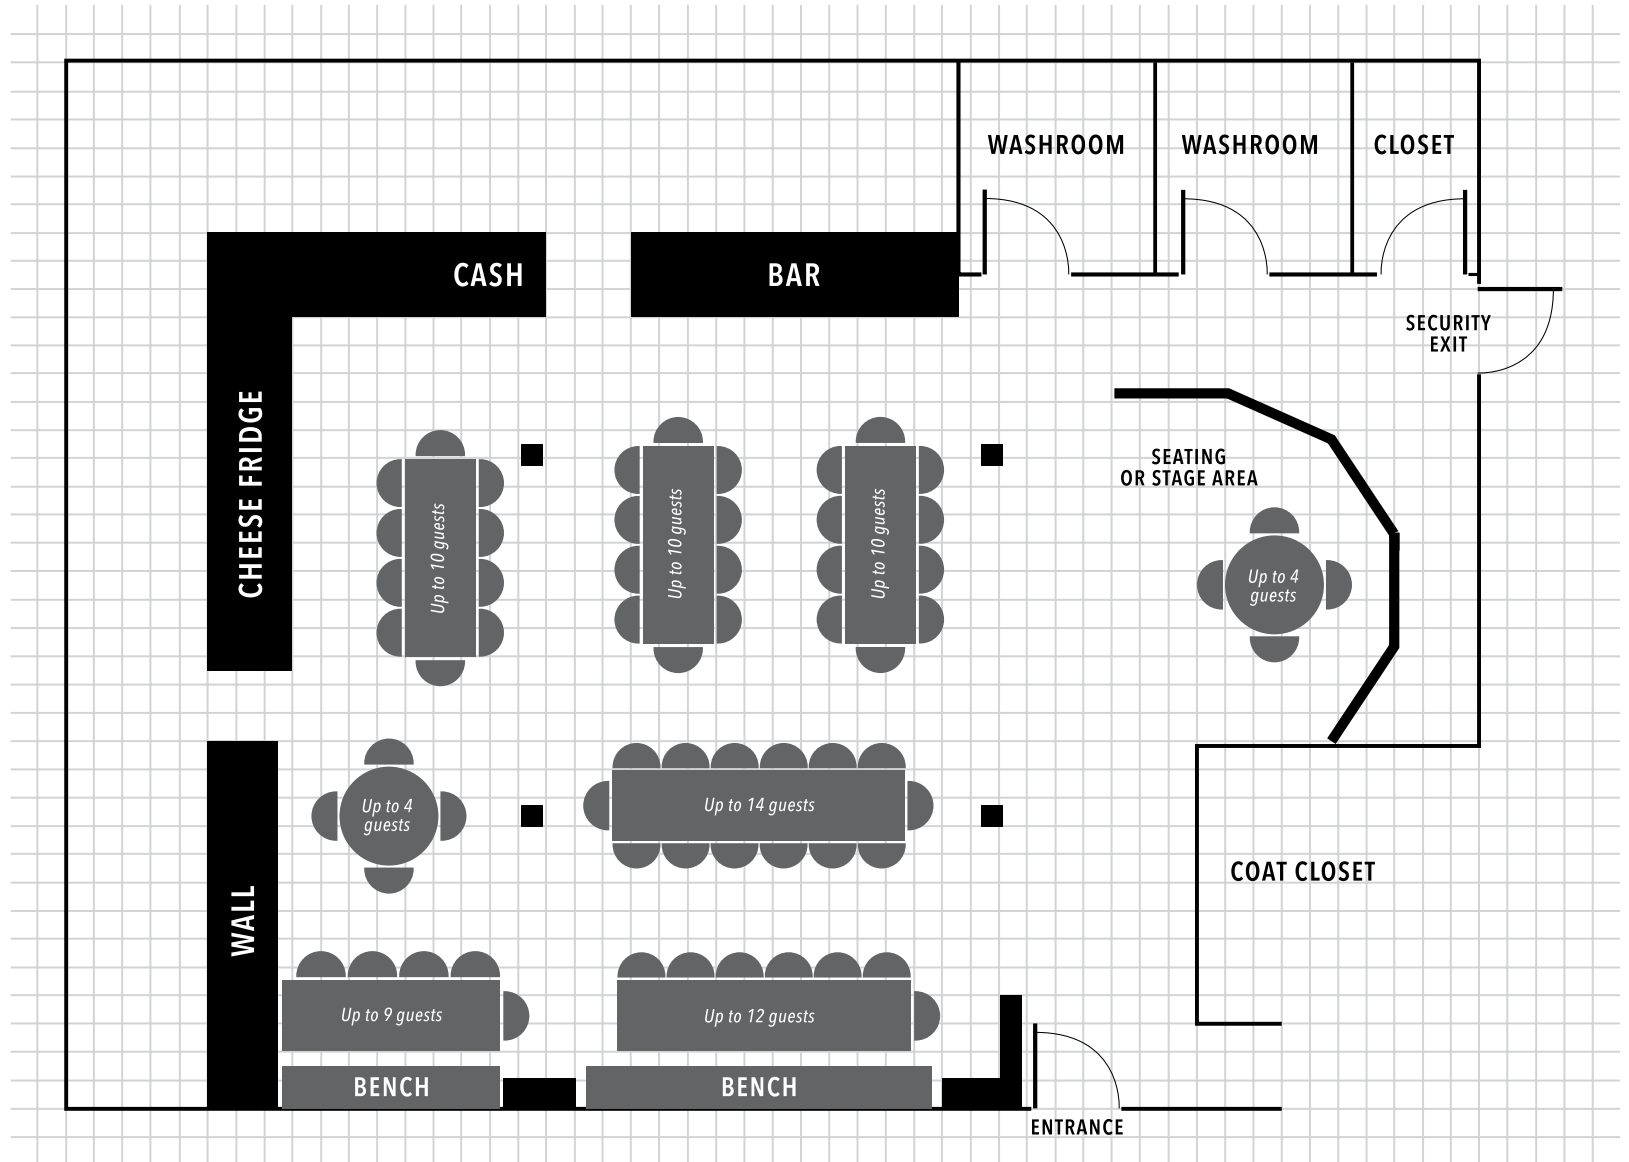 WASHROOM
WASHROOM
CLOSET
CASH
BAR
SECURITY
EXIT
CHEESE FRIDGE
SEATING
OR STAGE AREA
Up to 10 guests
Up to 10 guests
Up to 10 guests
Up to 4
guests
Up to 4
guests
Up to 14 guests
COAT CLOSET
WALL
Up to 9 guests
Up to 12 guests
BENCH
BENCH
ENTRANCE